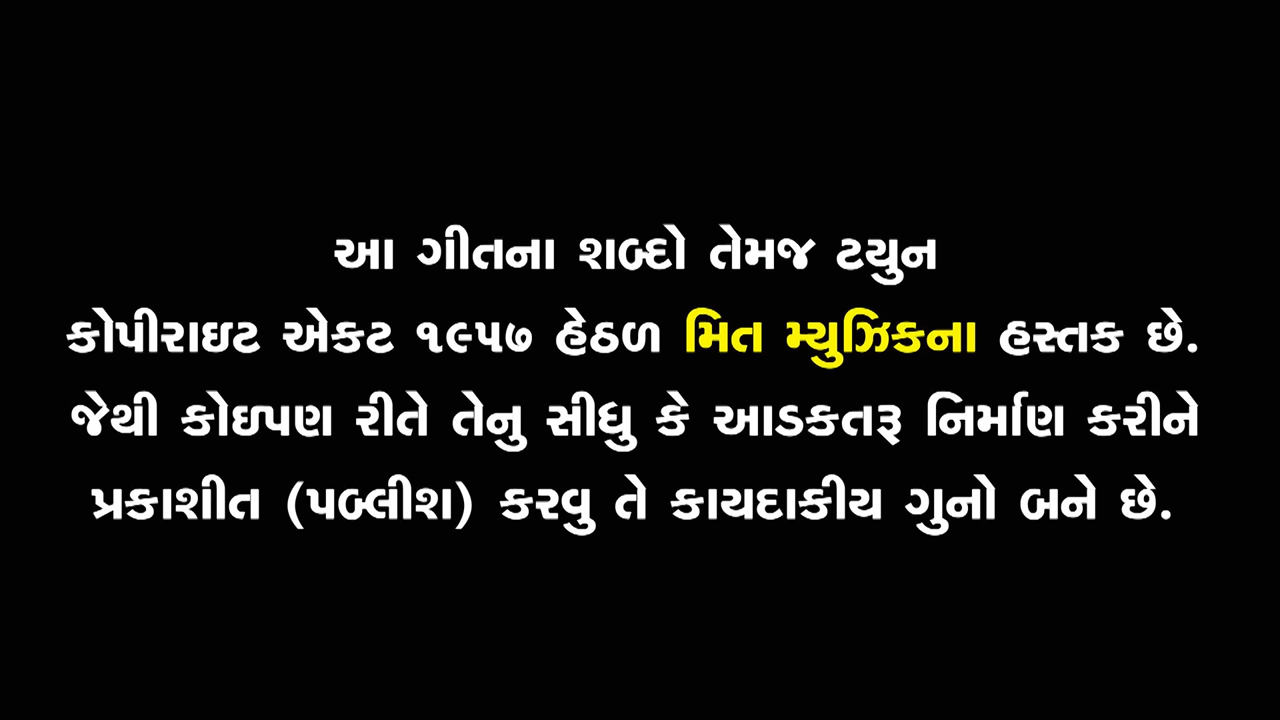 આ ગીતના શબ્દો તેમજ ટયુન
કોપીરાઇટ એકટ ૧૯૫૭ હેઠળ મિત મ્યુઝિકના હસ્તક છે.
જેથી કોઇપણ રીતે તેનુ સીધુ કે આડકતરૂ નિર્માણ કરીને
પ્રકાશીત (પબ્લીશ) કરવુ તે કાયદાકીય ગુનો બને છે.